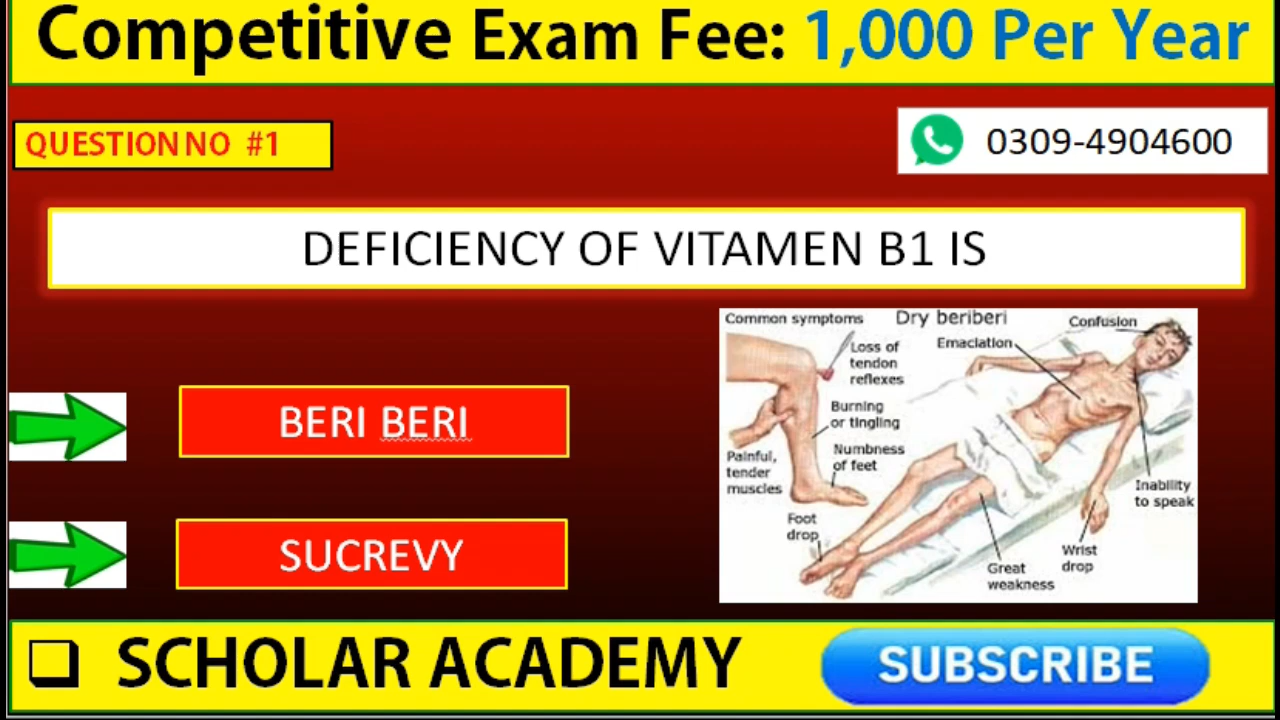 Competitive Exam Fee: 1,000 Per Year
QUESTION NO #1
0309-4904600
DEFICIENCY OF VITAMEN B1 IS
BERI BERI
SUCREVY
Common symptoms
Dry beriberi
Confusion
Emaciation
Loss of
tendon
reflexes
Burning
or tingling
Numbness
of feet
Painful,
tender
muscles
Foot
drop
Inability
to speak
Wrist
drop
Great
weakness
SCHOLAR ACADEMY
SUBSCRIBE